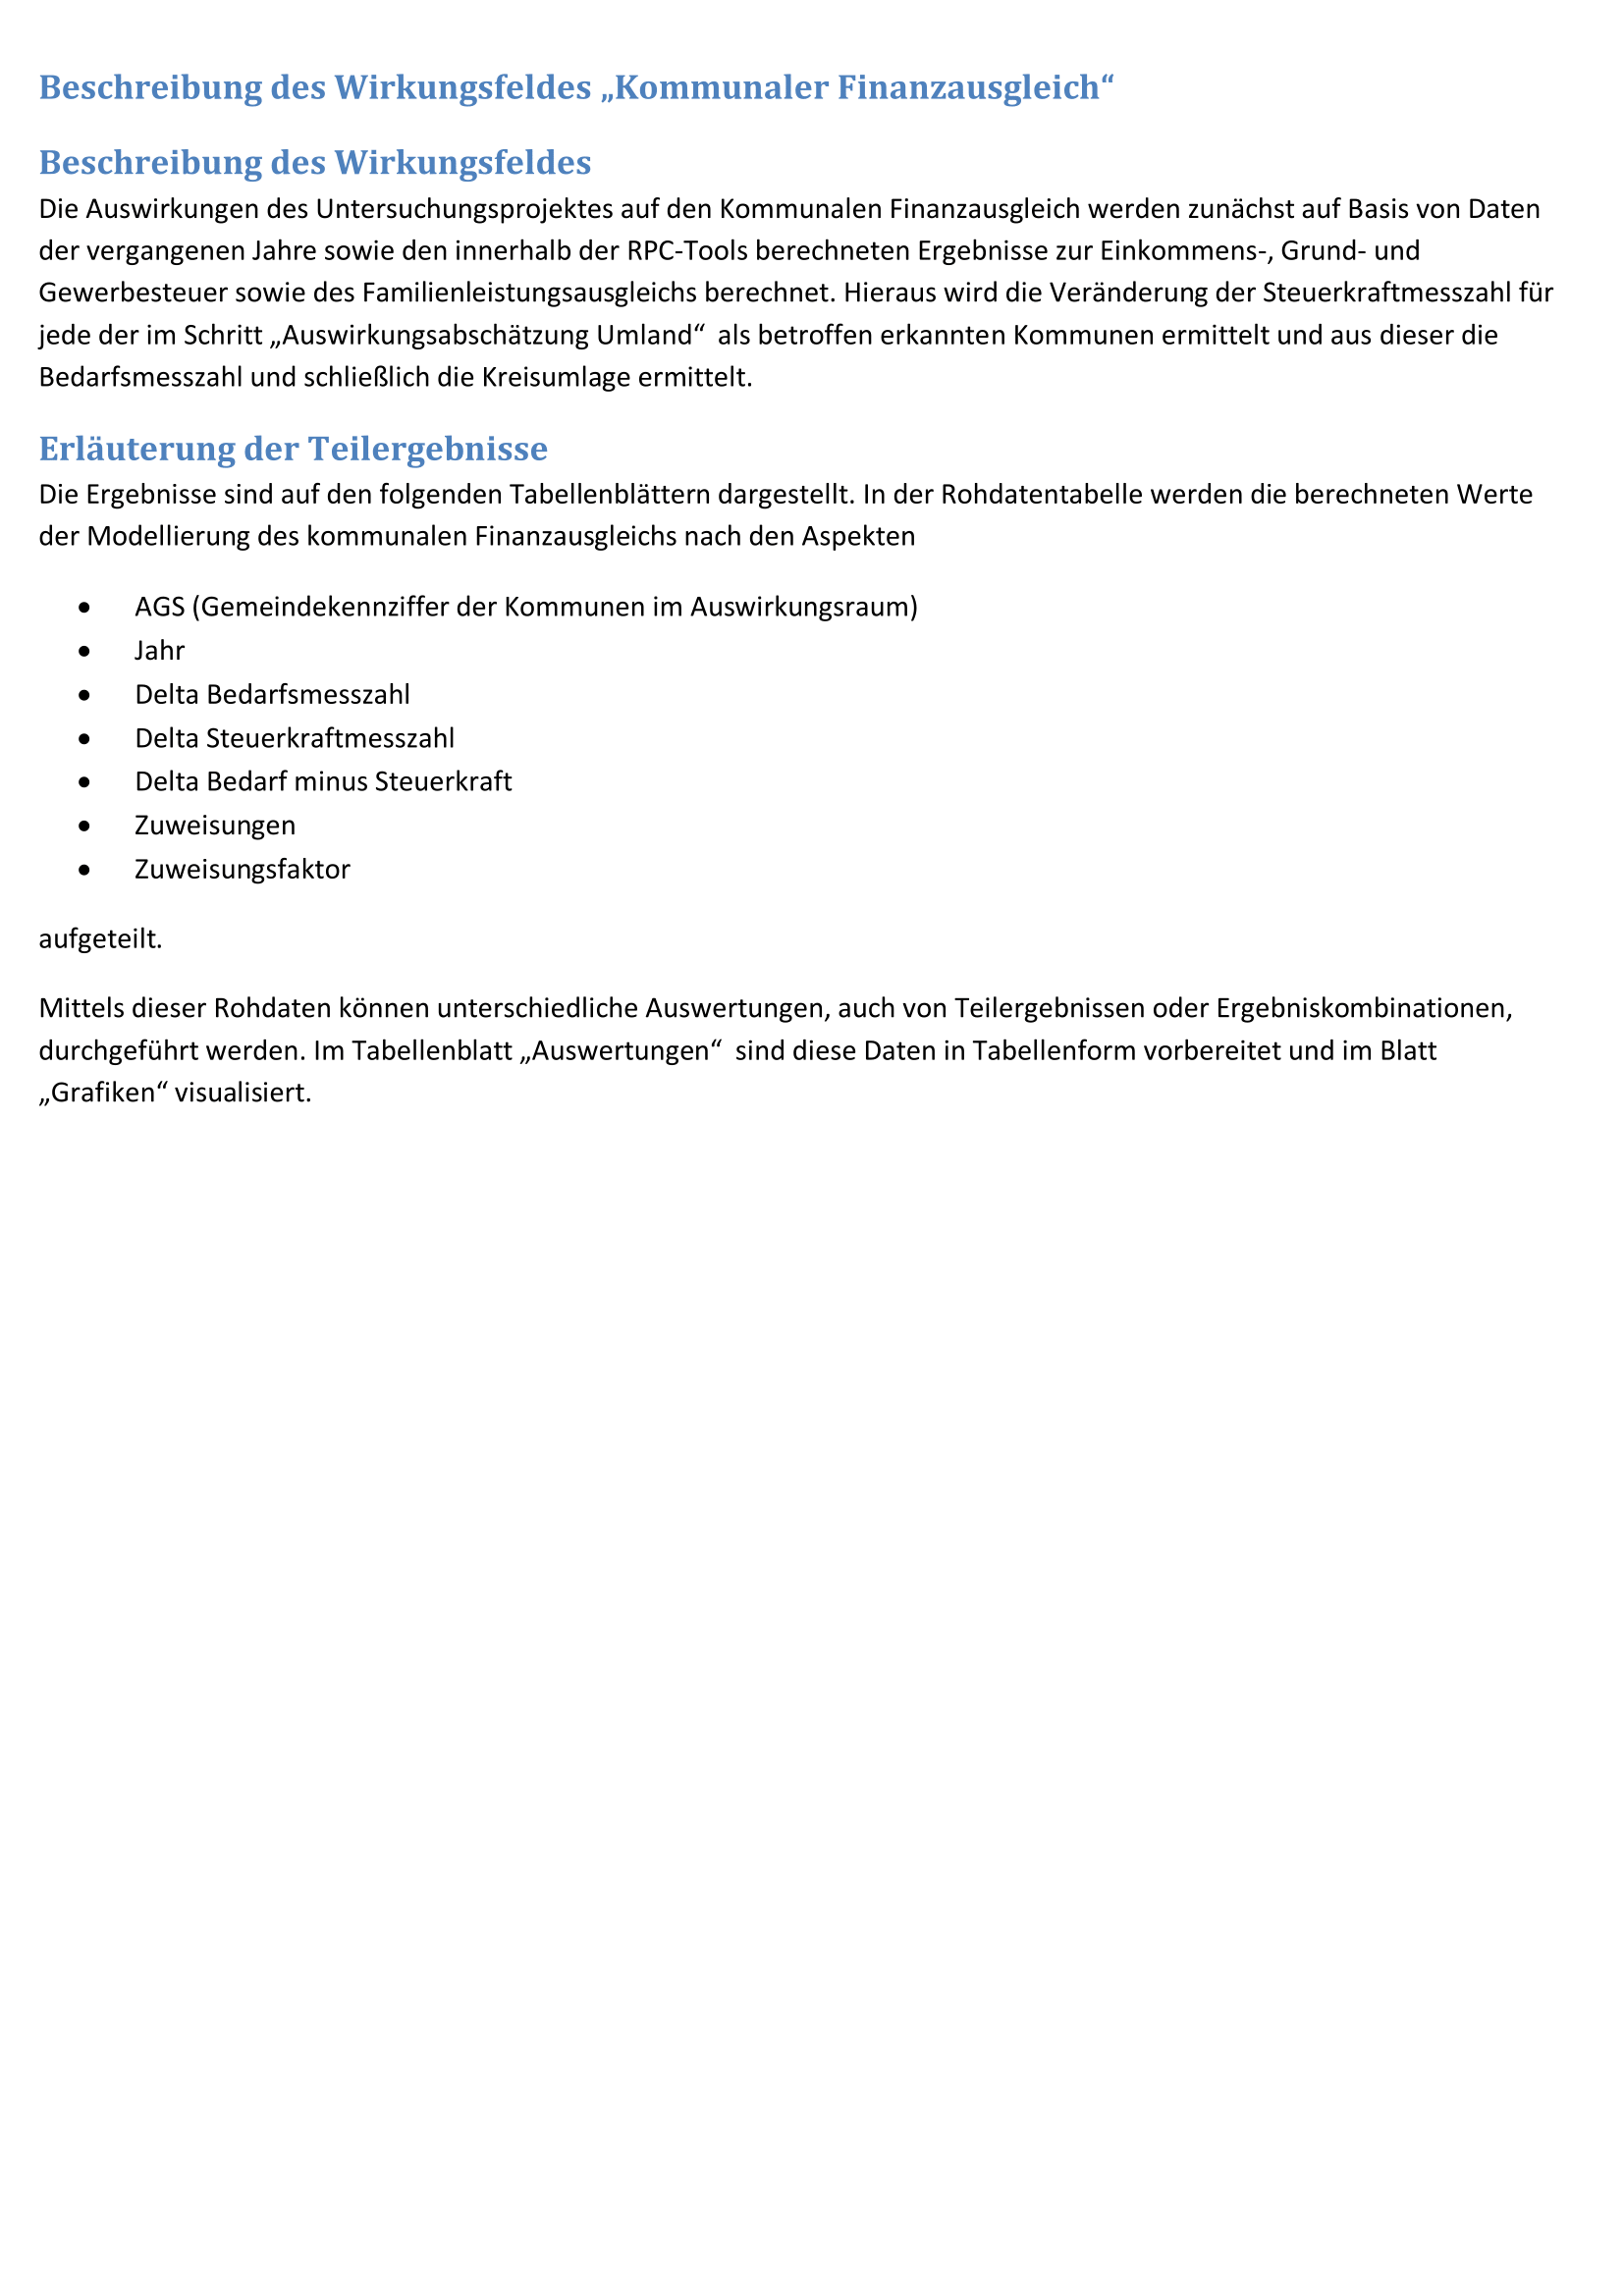 Beschreibung des Wirkungsfeldes „Kommunaler Finanzausgleich“
Beschreibung des Wirkungsfeldes
Die Auswirkungen des Untersuchungsprojektes auf den Kommunalen Finanzausgleich werden zunächst auf Basis von Daten
der vergangenen Jahre sowie den innerhalb der RPC-Tools berechneten Ergebnisse zur Einkommens-, Grund- und
Gewerbesteuer sowie des Familienleistungsausgleichs berechnet. Hieraus wird die Veränderung der Steuerkraftmesszahl für
jede der im Schritt „Auswirkungsabschätzung Umland“  als betroffen erkannten Kommunen ermittelt und aus dieser die
Bedarfsmesszahl und schließlich die Kreisumlage ermittelt.
Erläuterung der Teilergebnisse
Die Ergebnisse sind auf den folgenden Tabellenblättern dargestellt. In der Rohdatentabelle werden die berechneten Werte
der Modellierung des kommunalen Finanzausgleichs nach den Aspekten
• AGS (Gemeindekennziffer der Kommunen im Auswirkungsraum)
• Jahr
• Delta Bedarfsmesszahl
• Delta Steuerkraftmesszahl
• Delta Bedarf minus Steuerkraft
• Zuweisungen
• Zuweisungsfaktor
aufgeteilt.
Mittels dieser Rohdaten können unterschiedliche Auswertungen, auch von Teilergebnissen oder Ergebniskombinationen,
durchgeführt werden. Im Tabellenblatt „Auswertungen“  sind diese Daten in Tabellenform vorbereitet und im Blatt
„Grafiken“ visualisiert.